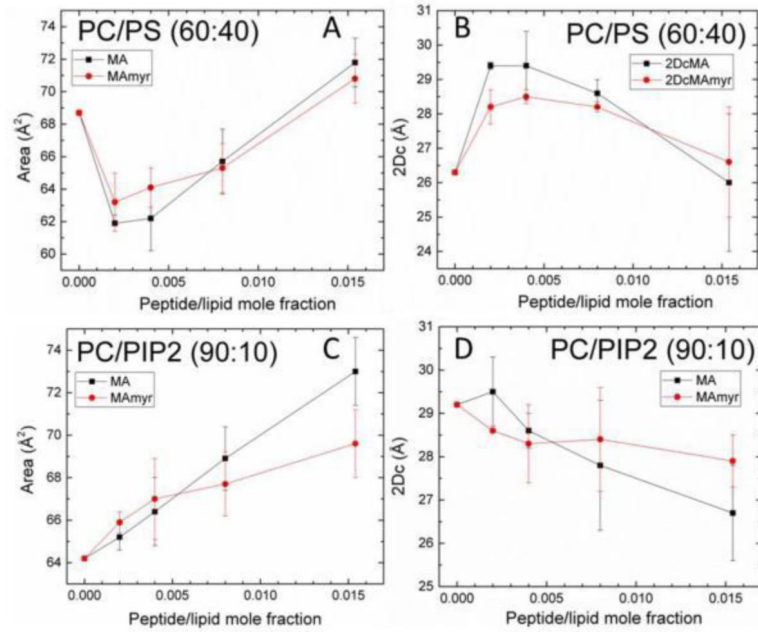 PC/PS (60:40) A
MA
MAmyr
Area (Å²)
74
72
70
68
66
64
62
60
0.000 0.005 0.010 0.015
Peptide/lipid mole fraction
B PC/PS (60:40)
2DcMA
2DcMAmyr
2Dc (Å)
31
30
29
28
27
26
25
24
0.000 0.005 0.010 0.015
Peptide/lipid mole fraction
PC/PIP2 (90:10) C
MA
MAmyr
Area (Å²)
74
72
70
68
66
64
0.000 0.005 0.010 0.015
Peptide/lipid mole fraction
D PC/PIP2 (90:10)
MA
MAmyr
2Dc (Å)
31
30
29
28
27
26
25
0.000 0.005 0.010 0.015
Peptide/lipid mole fraction